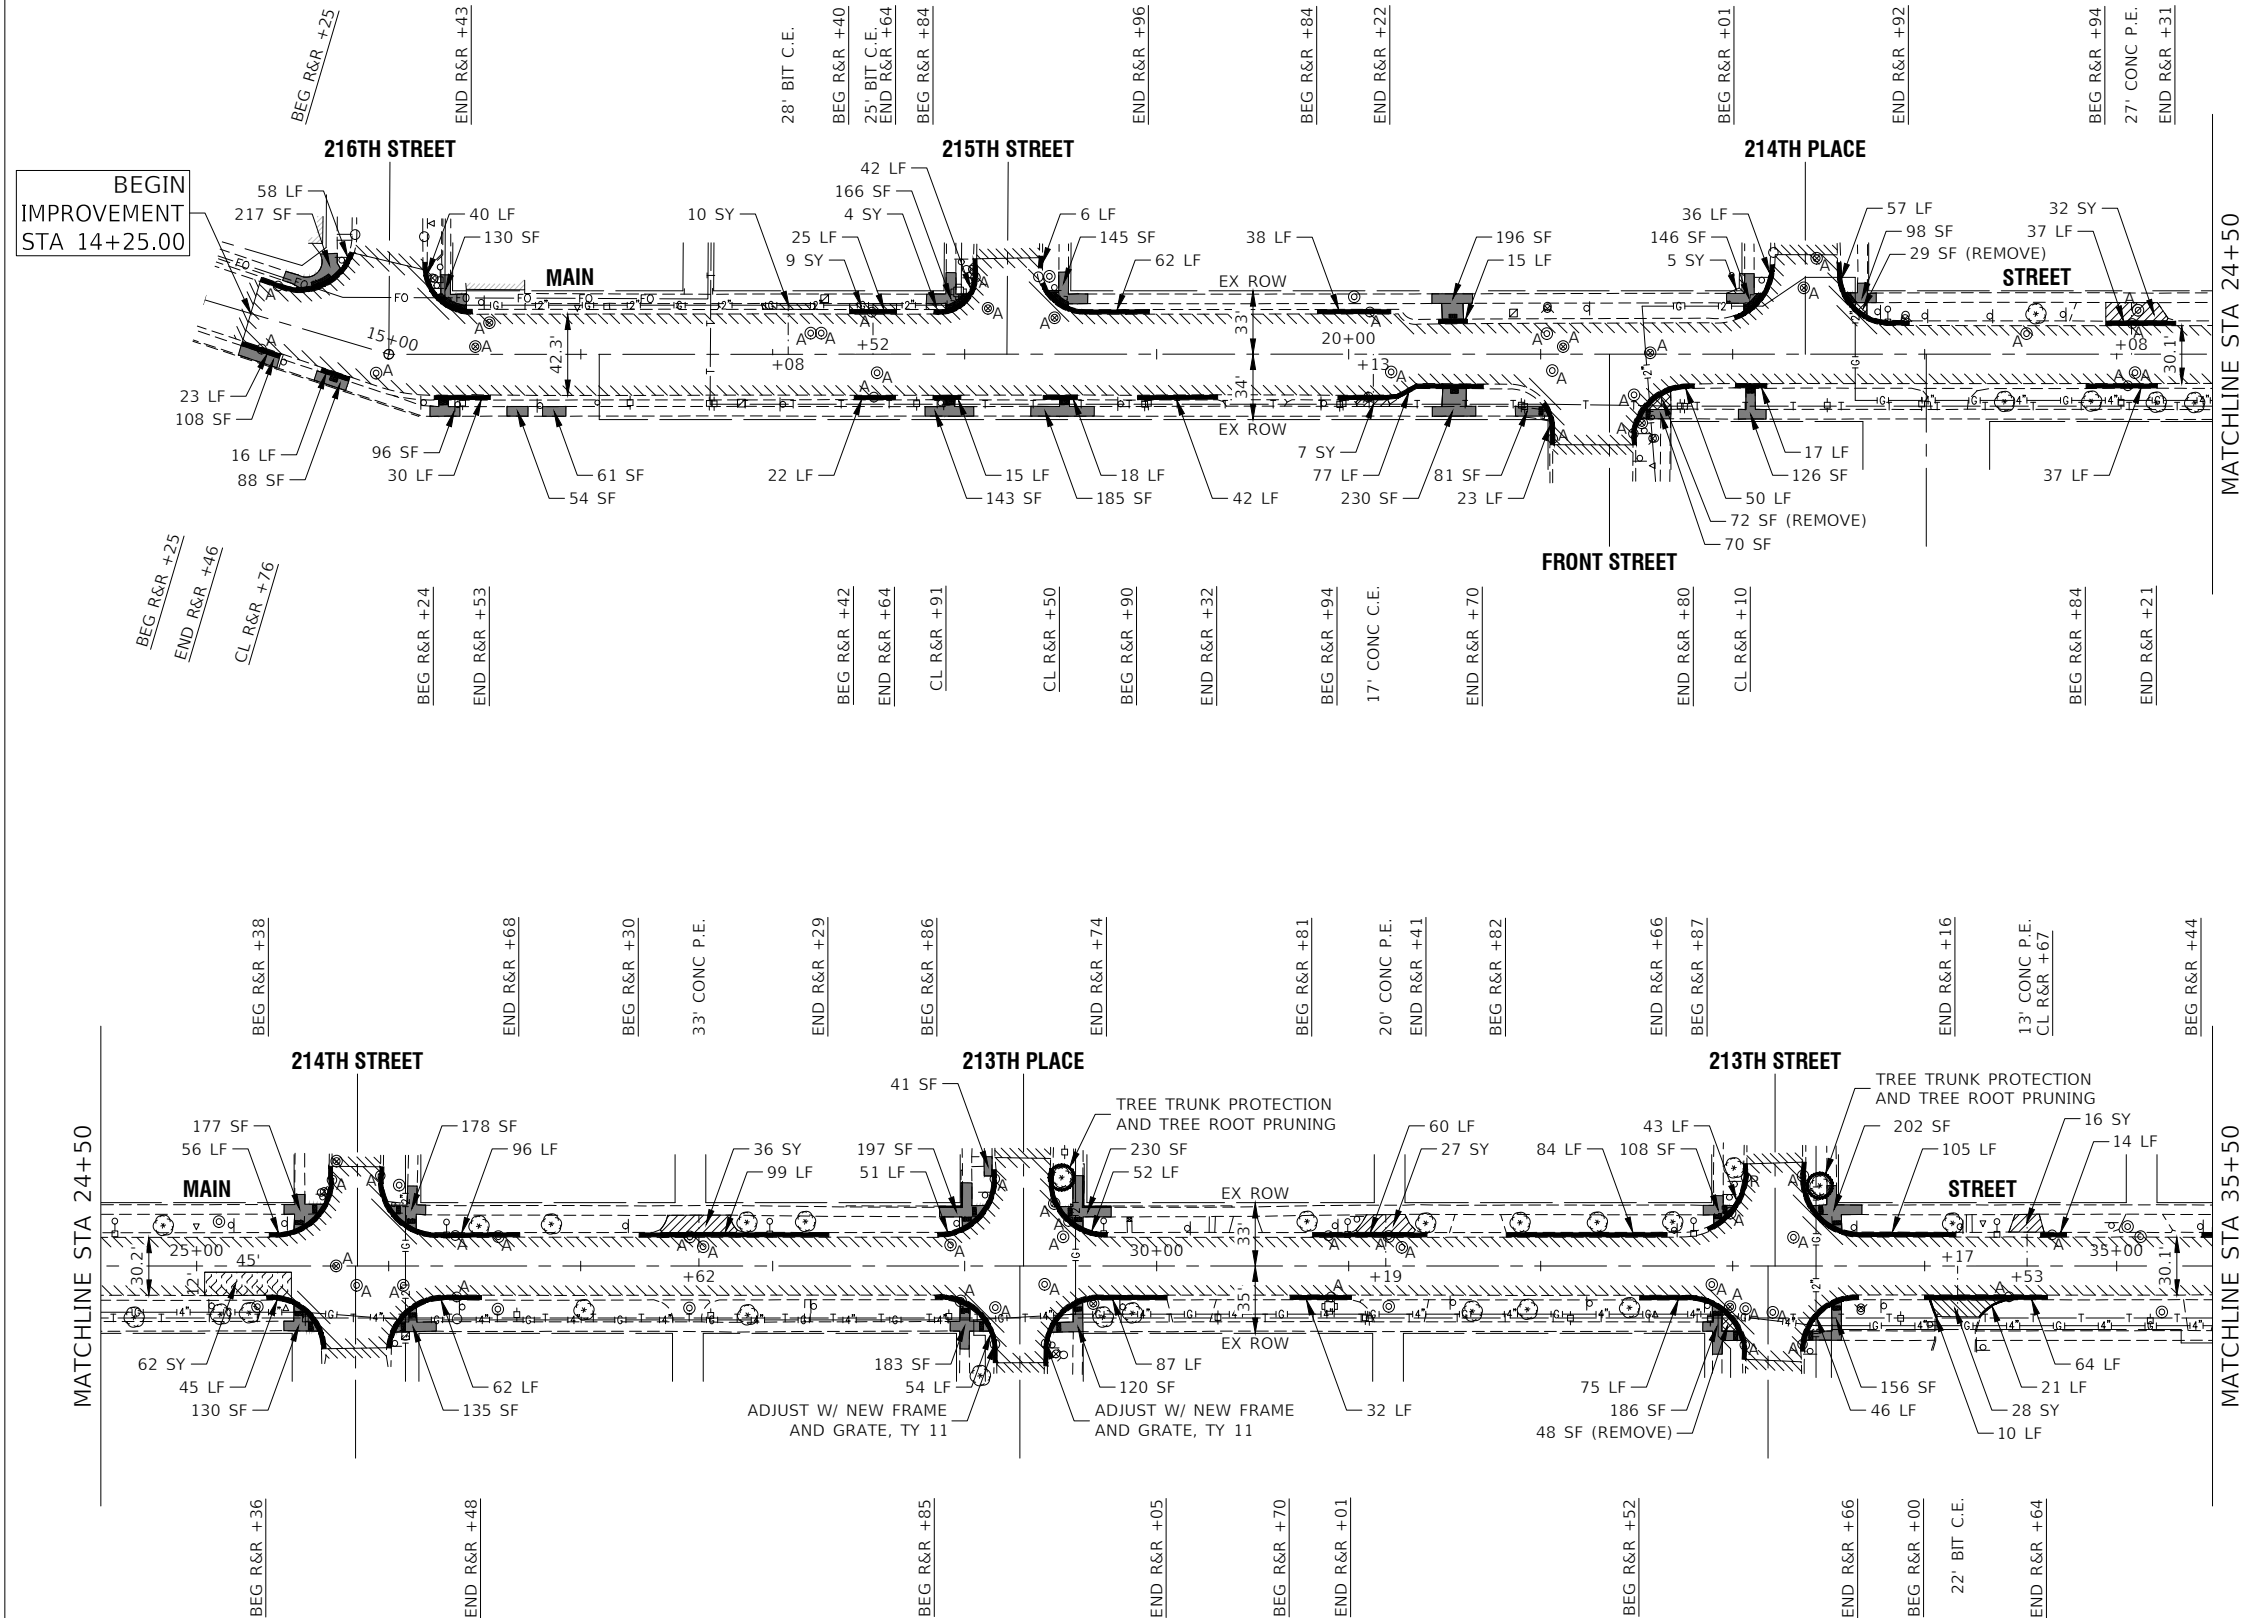 BEG R&R +25
END R&R +43
28' BIT C.E.
BEG R&R +40
25' BIT C.E.
END R&R +64
BEG R&R +84
END R&R +96
BEG R&R +84
END R&R +22
BEG R&R +01
END R&R +92
BEG R&R +94
27' CONC P.E.
END R&R +31
216TH STREET
215TH STREET
214TH PLACE
BEGIN
IMPROVEMENT
STA 14+25.00
58 LF
217 SF
40 LF
130 SF
MAIN
10 SY
42 LF
166 SF
4 SY
25 LF
9 SY
6 LF
145 SF
62 LF
38 LF
EX ROW
196 SF
15 LF
36 LF
146 SF
5 SY
57 LF
98 SF
29 SF (REMOVE)
32 SY
37 LF
STREET
MATCHLINE STA 24+50
15+00
42.3'
+08
+52
33'
34'
20+00
+13
+08
30.1'
FO
FO
FO
FO
FO
EX ROW
23 LF
108 SF
16 LF
88 SF
96 SF
30 LF
61 SF
54 SF
22 LF
15 LF
143 SF
18 LF
185 SF
42 LF
7 SY
77 LF
230 SF
81 SF
23 LF
17 LF
126 SF
50 LF
72 SF (REMOVE)
70 SF
37 LF
FRONT STREET
BEG R&R +25
END R&R +46
CL R&R +76
BEG R&R +24
END R&R +53
BEG R&R +42
END R&R +64
CL R&R +91
CL R&R +50
BEG R&R +90
END R&R +32
BEG R&R +94
17' CONC C.E.
END R&R +70
END R&R +80
CL R&R +10
BEG R&R +84
END R&R +21
BEG R&R +38
END R&R +68
BEG R&R +30
33' CONC P.E.
END R&R +29
BEG R&R +86
END R&R +74
BEG R&R +81
20' CONC P.E.
END R&R +41
BEG R&R +82
END R&R +66
BEG R&R +87
END R&R +16
13' CONC P.E.
CL R&R +67
BEG R&R +44
214TH STREET
213TH PLACE
213TH STREET
MATCHLINE STA 24+50
177 SF
56 LF
MAIN
178 SF
96 LF
36 SY
99 LF
41 SF
197 SF
51 LF
TREE TRUNK PROTECTION
AND TREE ROOT PRUNING
230 SF
52 LF
EX ROW
60 LF
27 SY
84 LF
43 LF
108 SF
TREE TRUNK PROTECTION
AND TREE ROOT PRUNING
202 SF
105 LF
16 SY
14 LF
STREET
MATCHLINE STA 35+50
25+00
30.2'
45'
12'
+62
30+00
33'
35'
+19
+17
+53
35+00
30.1'
EX ROW
62 SY
45 LF
130 SF
62 LF
135 SF
183 SF
54 LF
ADJUST W/ NEW FRAME
AND GRATE, TY 11
87 LF
120 SF
ADJUST W/ NEW FRAME
AND GRATE, TY 11
32 LF
75 LF
186 SF
48 SF (REMOVE)
156 SF
46 LF
64 LF
21 LF
28 SY
10 LF
BEG R&R +36
END R&R +48
BEG R&R +85
END R&R +05
BEG R&R +70
END R&R +01
BEG R&R +52
END R&R +66
BEG R&R +00
22' BIT C.E.
END R&R +64